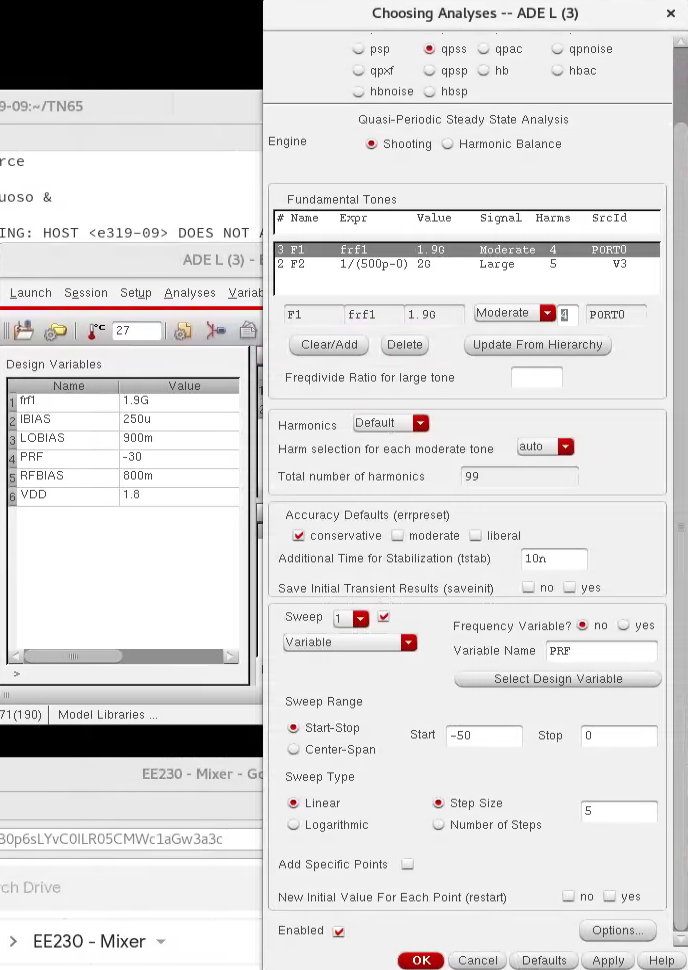 Choosing Analyses -- ADE L (3)
×
psp qpss qpac qpnoise
qpxf qpsp hb hbac
hbnoise hbsp
Quasi-Periodic Steady State Analysis
Engine Shooting Harmonic Balance
Fundamental Tones
# Name Expr Value Signal Harms SrcId
3 F1 frf1 1.9G Moderate 4 PORT0
2 F2 1/(500p-0) 2G Large 5 V3
F1 frf1 1.9G Moderate 4 PORT0
Clear/Add Delete Update From Hierarchy
Freqdivide Ratio for large tone
Harmonics Default
Harm selection for each moderate tone auto
Total number of harmonics 99
Accuracy Defaults (errpreset)
conservative moderate liberal
Additional Time for Stabilization (tstab) 10n
Save Initial Transient Results (saveinit) no yes
Sweep 1
Frequency Variable? no yes
Variable
Variable Name PRF
Select Design Variable
Sweep Range
Start-Stop Start -50 Stop 0
Center-Span
Sweep Type
Linear Step Size 5
Logarithmic Number of Steps
Add Specific Points
New Initial Value For Each Point (restart) no yes
Enabled Options...
OK Cancel Defaults Apply Help
9-09:~/TN65
rce
uoso &
ING: HOST <e319-09> DOES NOT
ADE L (3) - E
Launch Session Setup Analyses Variab
27
Design Variables
Name Value
1 frf1 1.9G
2 IBIAS 250u
3 LOBIAS 900m
4 PRF -30
5 RFBIAS 800m
6 VDD 1.8
>
71(190) Model Libraries ...
EE230 - Mixer - Go
B0p6sLYvC0ILR05CMWc1aGw3a3c
rch Drive
> EE230 - Mixer